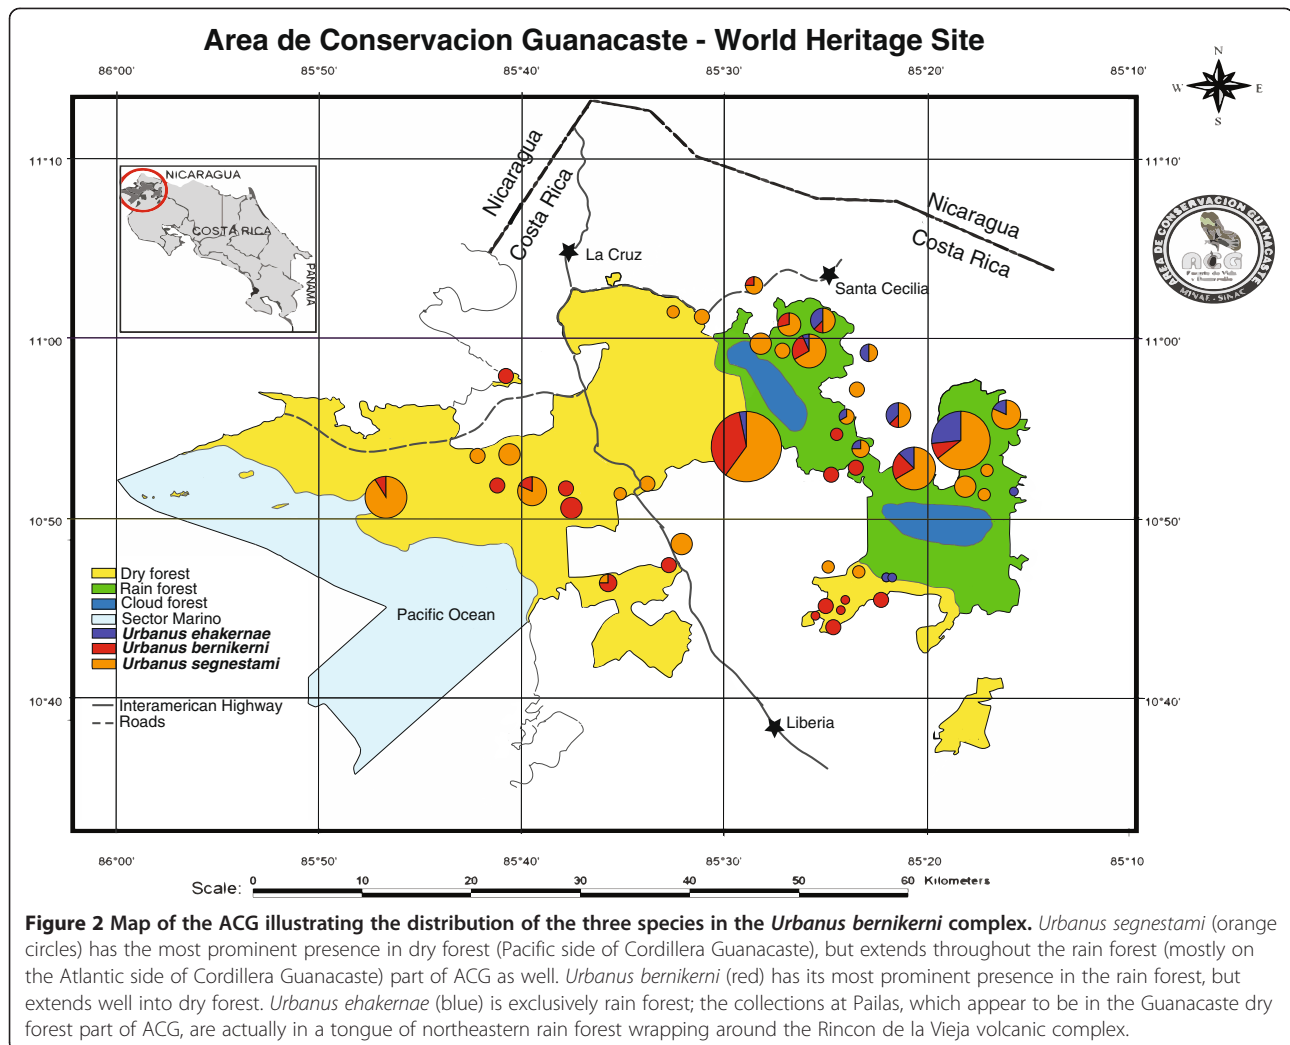 Area de Conservacion Guanacaste - World Heritage Site
86°00' 85°50' 85°40' 85°30' 85°20' 85°10'
N
W E
S
11°10' 11°10'
NICARAGUA
COSTA RICA
PANAMA
Nicaragua
Costa Rica
Nicaragua
Costa Rica
AREA DE CONSERVACION GUANACASTE
ACG
MINAE - SINAC
La Cruz
Santa Cecilia
11°00' 11°00'
10°50' 10°50'
Dry forest
Rain forest
Cloud forest
Sector Marino
Urbanus ehakernae
Urbanus bernikerni
Urbanus segnestami
Pacific Ocean
10°40' 10°40'
Interamerican Highway
Roads
Liberia
86°00' 85°50' 85°40' 85°30' 85°20' 85°10'
Scale: 0 10 20 30 40 50 60 Kilometers
Figure 2 Map of the ACG illustrating the distribution of the three species in the Urbanus bernikerni complex. Urbanus segnestami (orange
circles) has the most prominent presence in dry forest (Pacific side of Cordillera Guanacaste), but extends throughout the rain forest (mostly on
the Atlantic side of Cordillera Guanacaste) part of ACG as well. Urbanus bernikerni (red) has its most prominent presence in the rain forest, but
extends well into dry forest. Urbanus ehakernae (blue) is exclusively rain forest; the collections at Pailas, which appear to be in the Guanacaste dry
forest part of ACG, are actually in a tongue of northeastern rain forest wrapping around the Rincon de la Vieja volcanic complex.